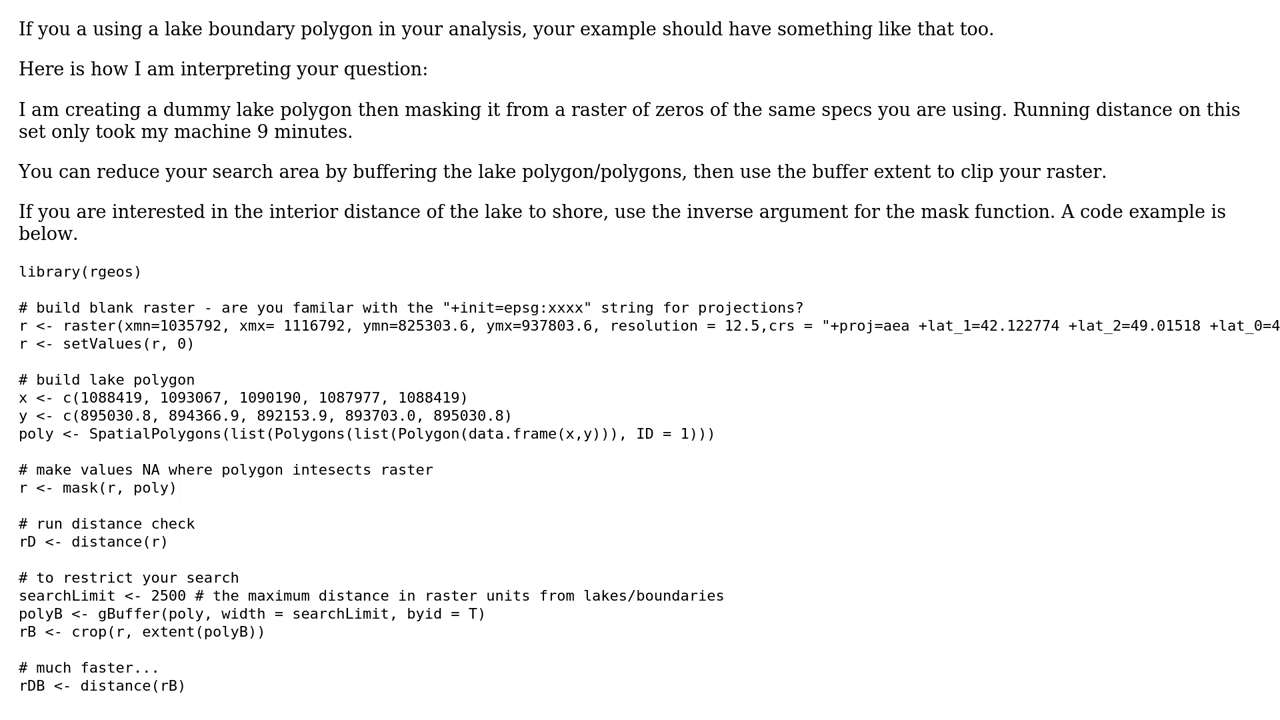 If you a using a lake boundary polygon in your analysis, your example should have something like that too.
Here is how I am interpreting your question:
I am creating a dummy lake polygon then masking it from a raster of zeros of the same specs you are using. Running distance on this
set only took my machine 9 minutes.
You can reduce your search area by buffering the lake polygon/polygons, then use the buffer extent to clip your raster.
If you are interested in the interior distance of the lake to shore, use the inverse argument for the mask function. A code example is
below.
library(rgeos)
# build blank raster - are you familar with the "+init=epsg:xxxx" string for projections?
r <- raster(xmn=1035792, xmx= 1116792, ymn=825303.6, ymx=937803.6, resolution = 12.5,crs = "+proj=aea +lat_1=42.122774 +lat_2=49.01518 +lat_0=4
r <- setValues(r, 0)
# build lake polygon
x <- c(1088419, 1093067, 1090190, 1087977, 1088419)
y <- c(895030.8, 894366.9, 892153.9, 893703.0, 895030.8)
poly <- SpatialPolygons(list(Polygons(list(Polygon(data.frame(x,y))), ID = 1)))
# make values NA where polygon intesects raster
r <- mask(r, poly)
# run distance check
rD <- distance(r)
# to restrict your search
searchLimit <- 2500 # the maximum distance in raster units from lakes/boundaries
polyB <- gBuffer(poly, width = searchLimit, byid = T)
rB <- crop(r, extent(polyB))
# much faster...
rDB <- distance(rB)